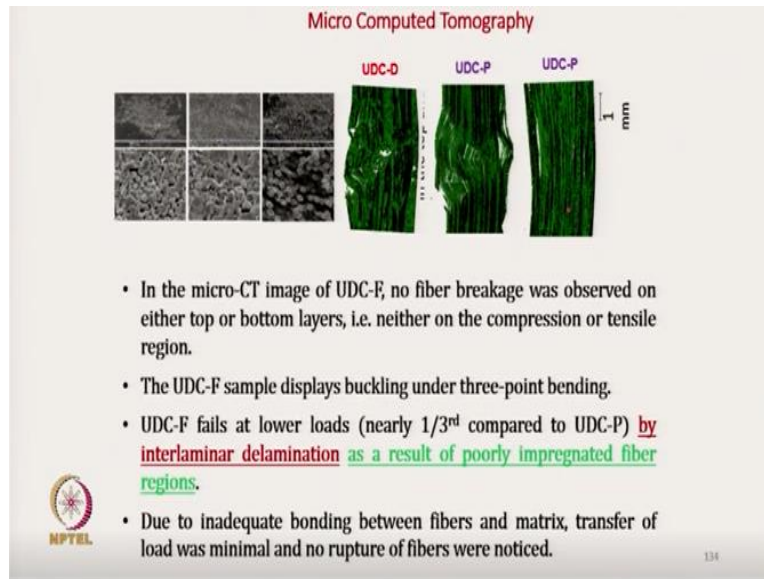 Micro Computed Tomography
UDC-D
UDC-P
UDC-P
1
mm
• In the micro-CT image of UDC-F, no fiber breakage was observed on
either top or bottom layers, i.e. neither on the compression or tensile
region.
• The UDC-F sample displays buckling under three-point bending.
• UDC-F fails at lower loads (nearly 1/3rd compared to UDC-P) by
interlaminar delamination as a result of poorly impregnated fiber
regions.
• Due to inadequate bonding between fibers and matrix, transfer of
load was minimal and no rupture of fibers were noticed.
NPTEL
134